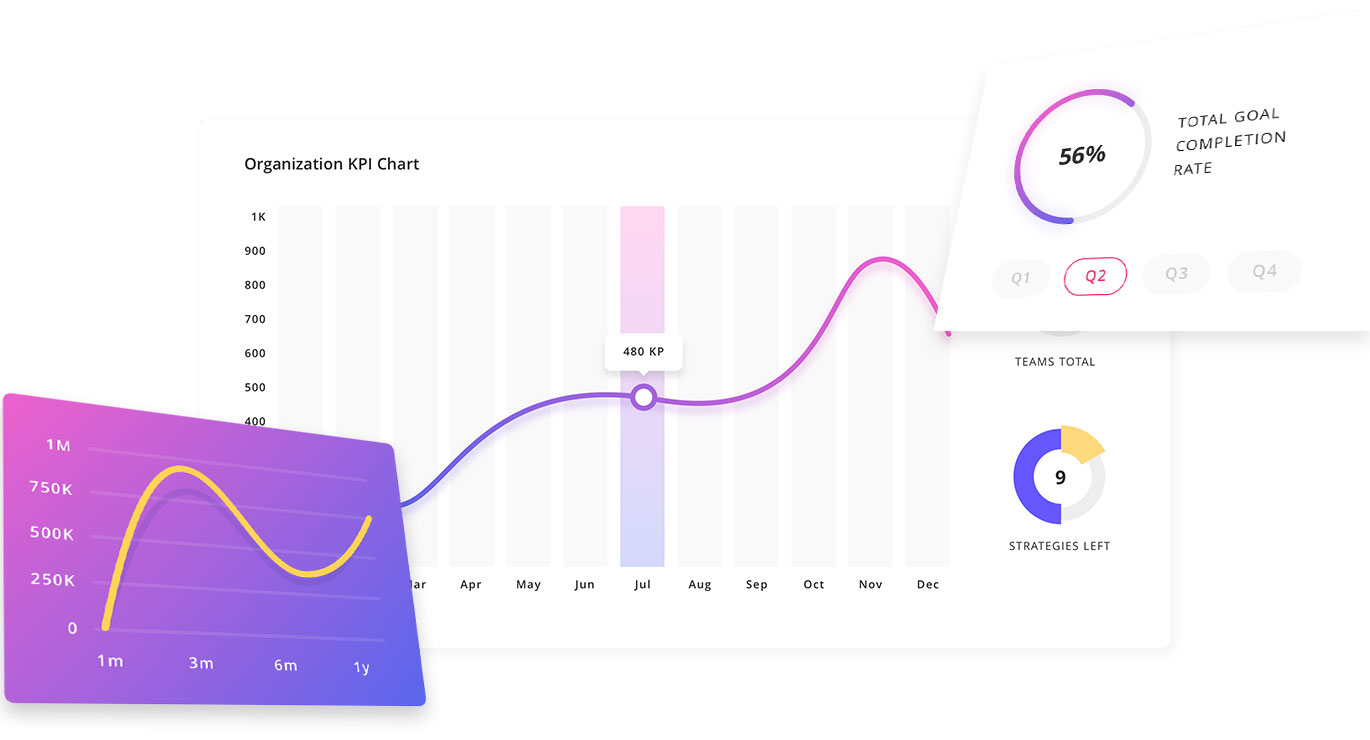 TOTAL GOAL
COMPLETION
RATE
56%
Q1
Q2
Q3
Q4
Organization KPI Chart
1K
900
800
700
600
500
400
480 KP
Apr
May
Jun
Jul
Aug
Sep
Oct
Nov
Dec
TEAMS TOTAL
9
STRATEGIES LEFT
1M
750K
500K
250K
0
1m
3m
6m
1y